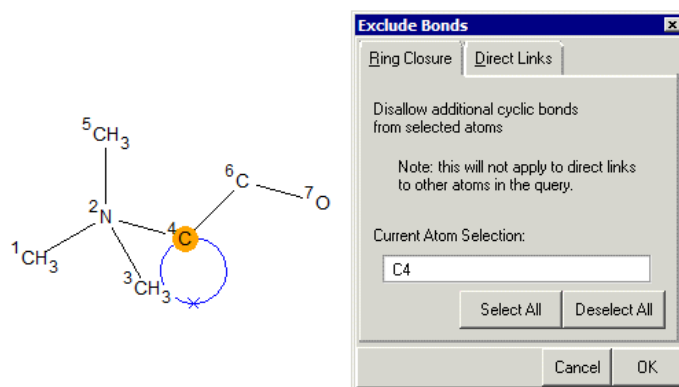 ⁵CH₃
⁶C
⁷O
²N
⁴C
¹CH₃
³CH₃
Exclude Bonds
Ring Closure
Direct Links
Disallow additional cyclic bonds
from selected atoms
Note: this will not apply to direct links
to other atoms in the query.
Current Atom Selection:
C4
Select All
Deselect All
Cancel
OK